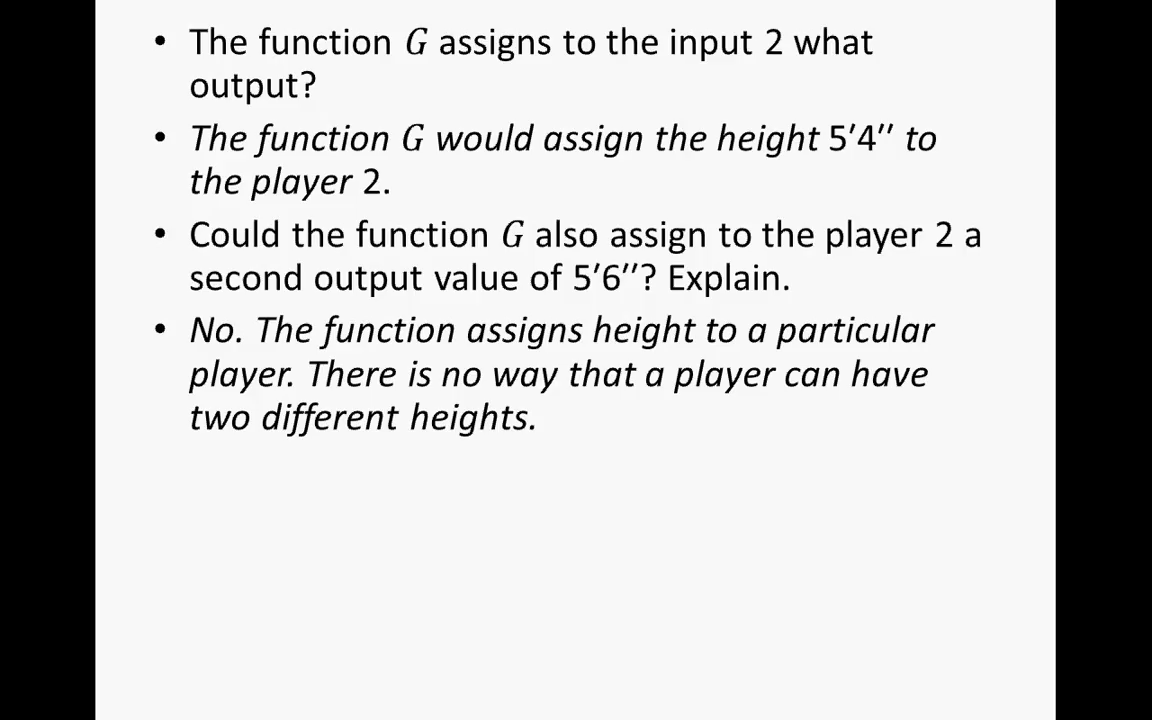 • The function G assigns to the input 2 what
output?
• The function G would assign the height 5′4′′ to
the player 2.
• Could the function G also assign to the player 2 a
second output value of 5′6′′? Explain.
• No. The function assigns height to a particular
player. There is no way that a player can have
two different heights.